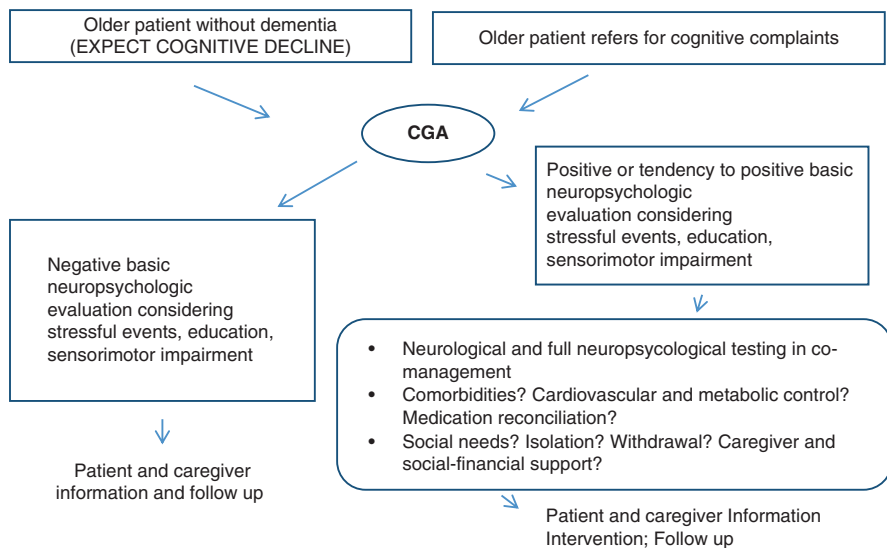 Older patient without dementia
(EXPECT COGNITIVE DECLINE)
Older patient refers for cognitive complaints
CGA
Positive or tendency to positive basic
neuropsychologic
evaluation considering
stressful events, education,
sensorimotor impairment
Negative basic
neuropsychologic
evaluation considering
stressful events, education,
sensorimotor impairment
• Neurological and full neuropsycological testing in co-
management
• Comorbidities? Cardiovascular and metabolic control?
Medication reconciliation?
• Social needs? Isolation? Withdrawal? Caregiver and
social-financial support?
Patient and caregiver
information and follow up
Patient and caregiver Information
Intervention; Follow up